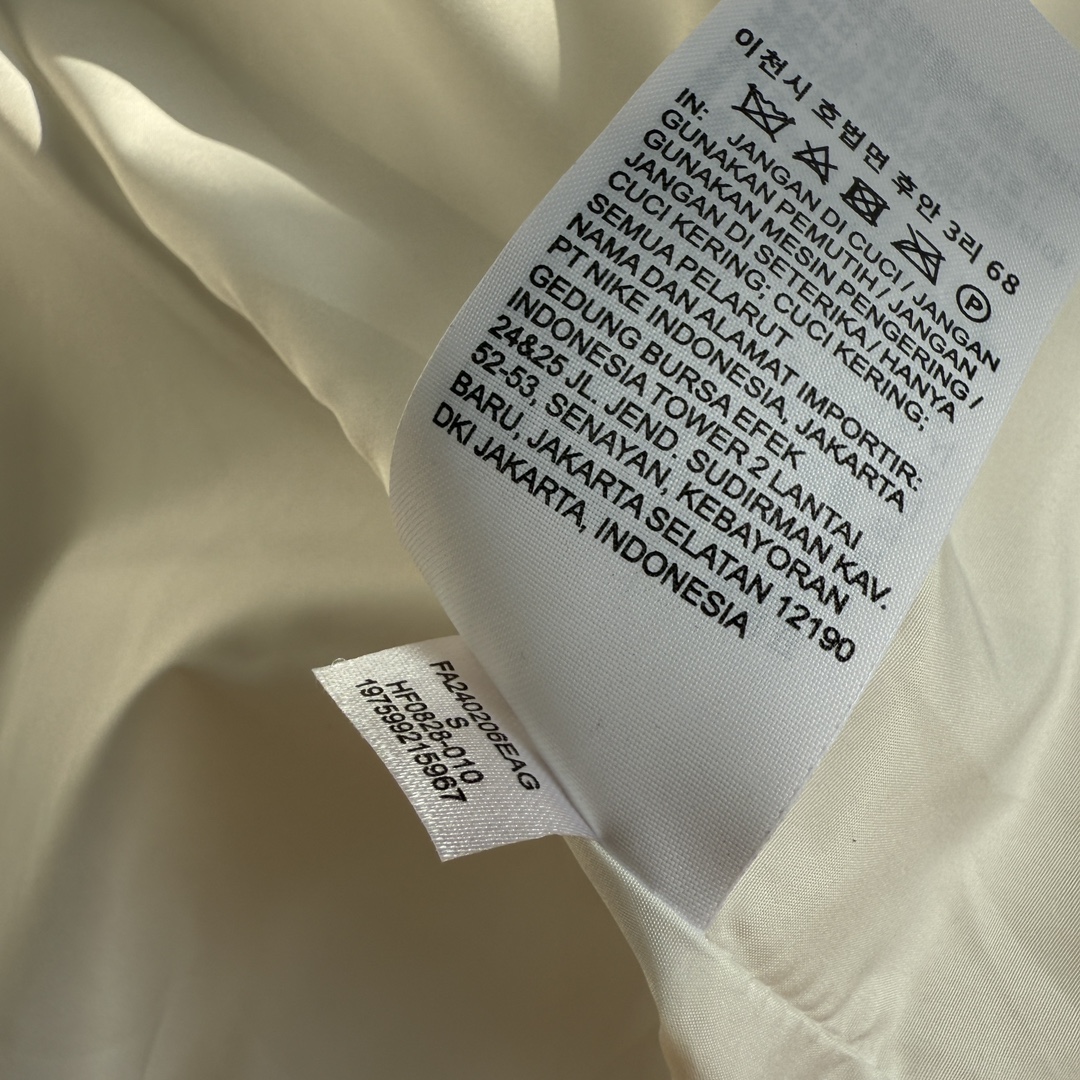 이천시 호법면 후안 3리 68
P
IN: JANGAN DI CUCI / JANGAN
GUNAKAN PEMUTIH / JANGAN
GUNAKAN MESIN PENGERING /
JANGAN DI SETERIKA / HANYA
CUCI KERING; CUCI KERING;
SEMUA PELARUT
NAMA DAN ALAMAT IMPORTIR:
PT NIKE INDONESIA, JAKARTA
GEDUNG BURSA EFEK
INDONESIA TOWER 2 LANTAI
24&25 JL. JEND. SUDIRMAN KAV.
52-53, SENAYAN, KEBAYORAN
BARU, JAKARTA SELATAN 12190
DKI JAKARTA, INDONESIA
FA240206EAG
S
HF0828-010
197599215967